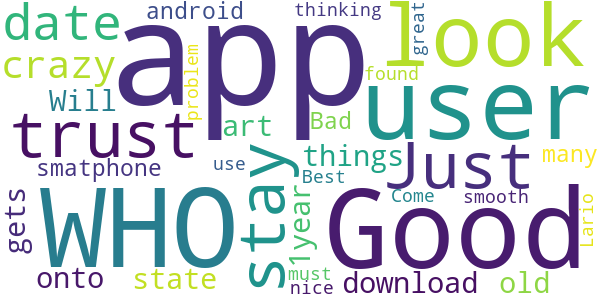 date
android
thinking
great
look
crazy
app
problem
found
user
Will
trust
art
Bad
things
Just
many
smatphone
use
stay
Best
gets
WHO
1year
Good
Come
smooth
Lario
onto
state
must
nice
download
old